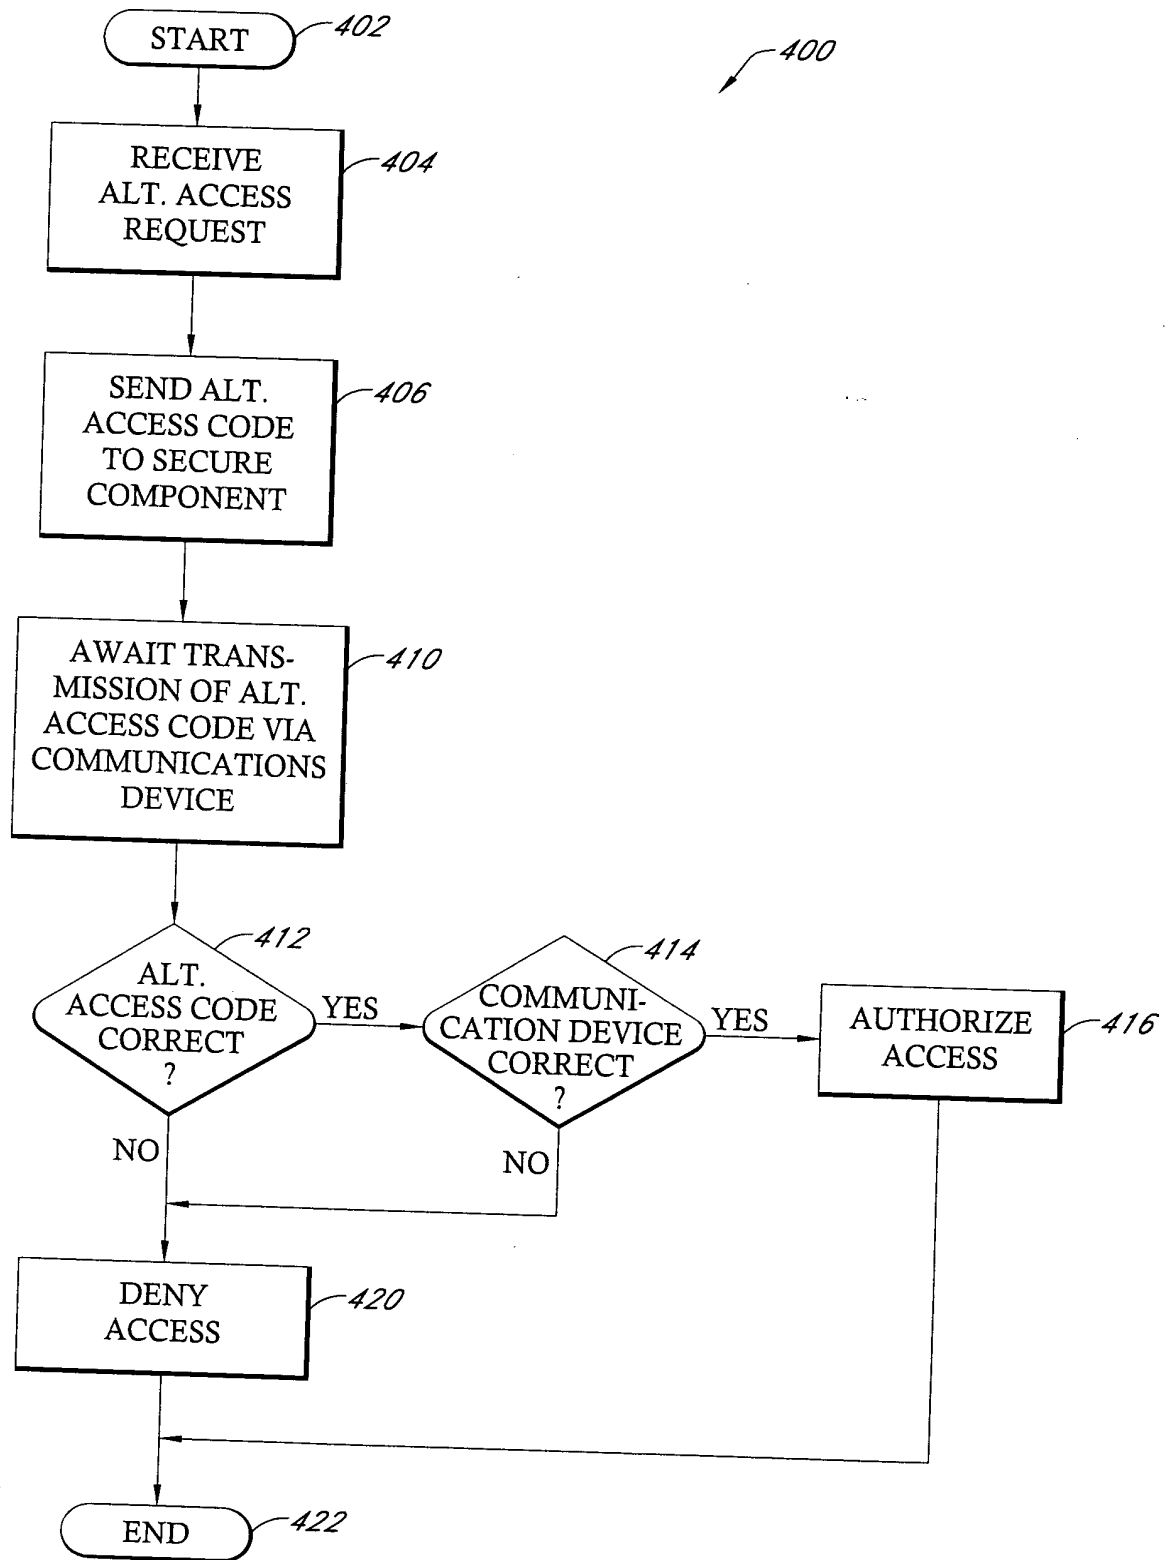 START
402
400
RECEIVE
ALT. ACCESS
REQUEST
404
SEND ALT.
ACCESS CODE
TO SECURE
COMPONENT
406
AWAIT TRANS-
MISSION OF ALT.
ACCESS CODE VIA
COMMUNICATIONS
DEVICE
410
ALT.
ACCESS CODE
CORRECT
?
412
YES
NO
COMMUNI-
CATION DEVICE
CORRECT
?
414
YES
NO
AUTHORIZE
ACCESS
416
DENY
ACCESS
420
END
422